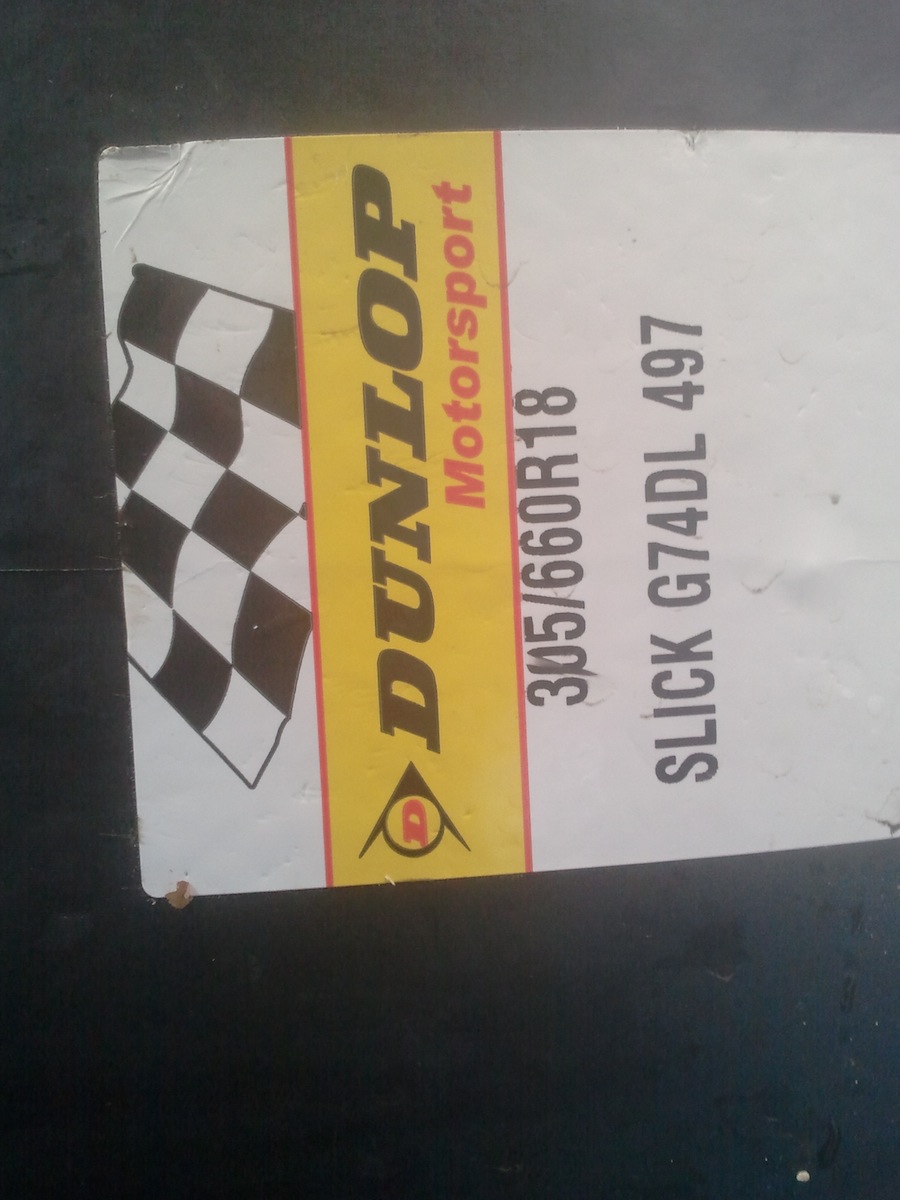 DUNLOP
Motorsport
D
305/660R18
SLICK G74DL 497